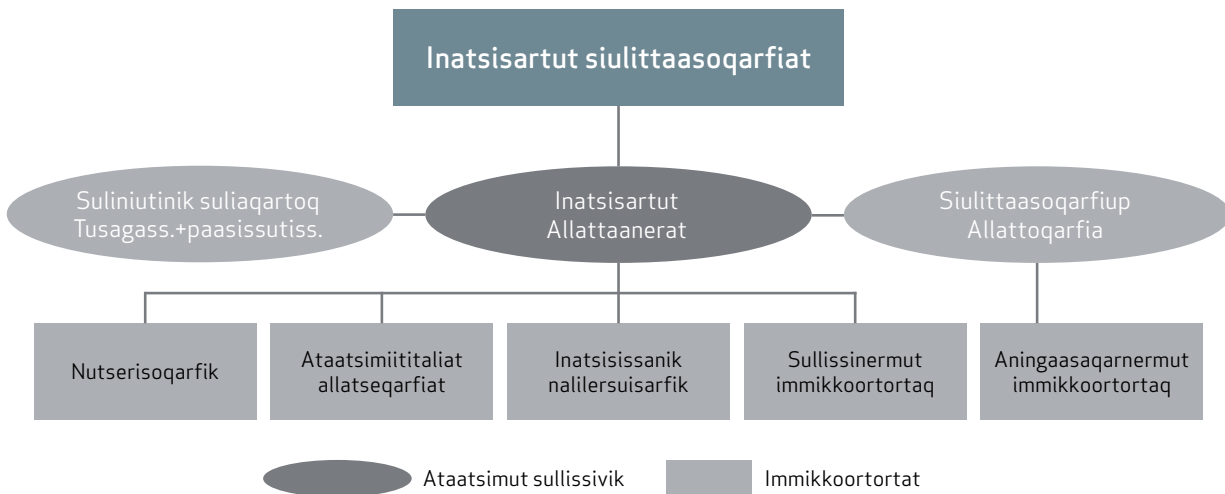 Inatsisartut siulittaasoqarfiat
Suliniutinik suliaqartoq
Tusagass.+paasissutiss.
Inatsisartut
Allattaanerat
Siulittaasoqarfiup
Allattoqarfia
Nutserisoqarfik
Ataatsimiititaliat
allatseqarfiat
Inatsisissanik
nalilersuisarfik
Sullissinermut
immikkoortortaq
Aningaasaqarnermut
immikkoortortaq
Ataatsimut sullissivik
Immikkoortortat